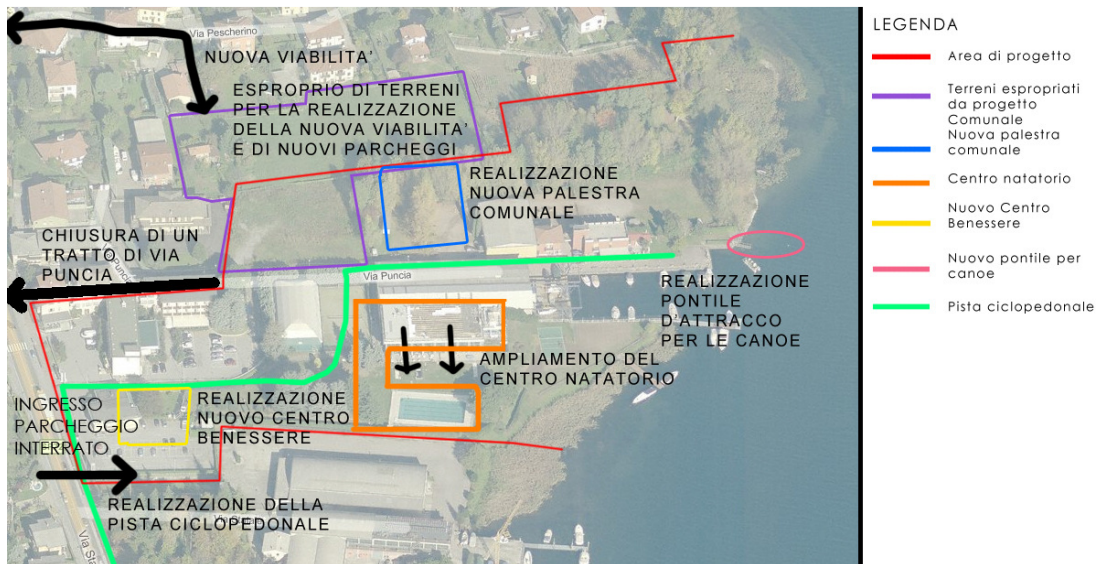 Via Pescherino
NUOVA VIABILITA'
ESPROPRIO DI TERRENI
PER LA REALIZZAZIONE
DELLA NUOVA VIABILITA'
E DI NUOVI PARCHEGGI
REALIZZAZIONE
NUOVA PALESTRA
COMUNALE
CHIUSURA DI UN
TRATTO DI VIA
PUNCIA
Via Puncia
REALIZZAZIONE
PONTILE
D'ATTRACCO
PER LE CANOE
AMPLIAMENTO DEL
CENTRO NATATORIO
REALIZZAZIONE
NUOVO CENTRO
BENESSERE
INGRESSO
PARCHEGGIO
INTERRATO
REALIZZAZIONE DELLA
PISTA CICLOPEDONALE
Via
Via
LEGENDA
Area di progetto
Terreni espropriati
da progetto
Comunale
Nuova palestra
comunale
Centro natatorio
Nuovo Centro
Benessere
Nuovo pontile per
canoe
Pista ciclopedonale